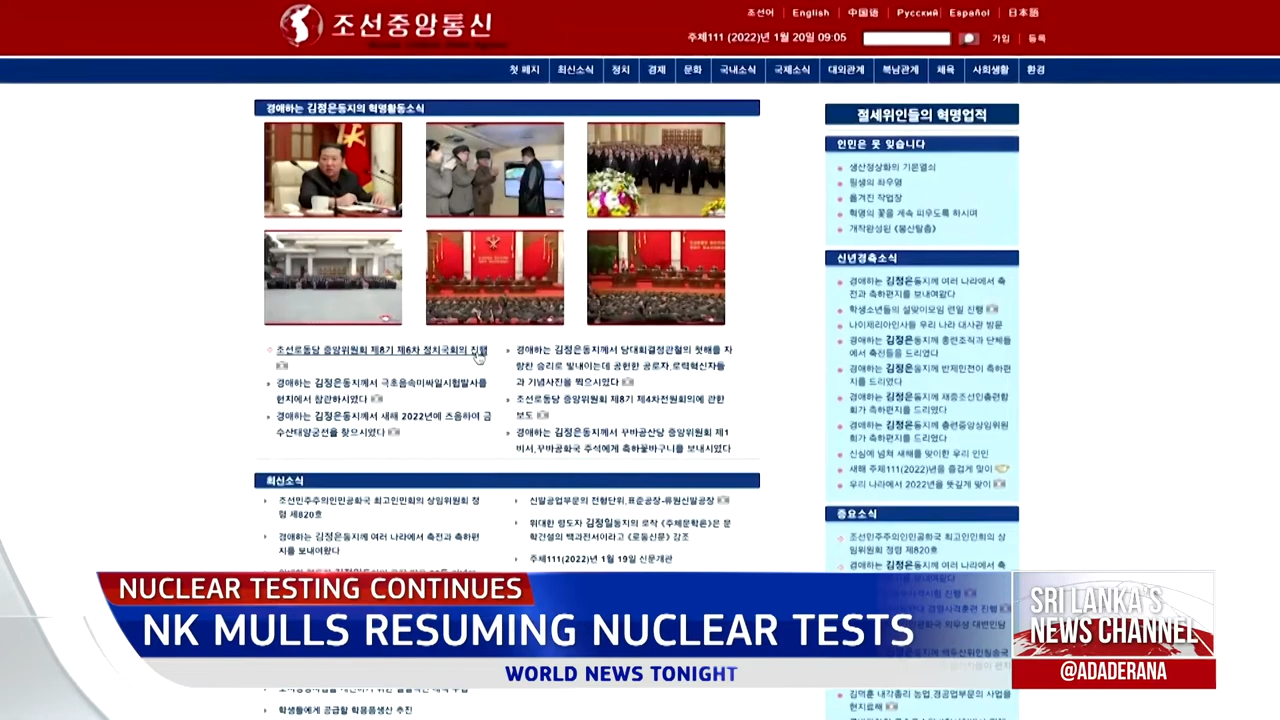 조선중앙통신
조선어 | English | 中国语 | Русский | Español | 日本語
주체111 (2022)년 1월 20일 09:05
가입 | 등록
첫 페지 | 최신소식 | 정치 | 경제 | 문화 | 국내소식 | 국제소식 | 대외관계 | 북남관계 | 체육 | 사회생활 | 환경
경애하는 김정은동지의 혁명활동소식
조선로동당 중앙위원회 제8기 제6차 정치국회의 진행
경애하는 김정은동지께서 극초음속미싸일시험발사를
현지에서 참관하시였다
경애하는 김정은동지께서 새해 2022년에 즈음하여 금
수산태양궁전을 찾으시였다
경애하는 김정은동지께서 당대회결정관철의 첫해를 자
랑찬 승리로 빛내이는데 공헌한 공로자,로력혁신자들
과 기념사진을 찍으시였다
조선로동당 중앙위원회 제8기 제4차전원회의에 관한
보도
경애하는 김정은동지께서 꾸바공산당 중앙위원회 제1
비서,꾸바공화국 주석에게 축하꽃바구니를 보내시였다
최신소식
조선민주주의인민공화국 최고인민회의 상임위원회 정
령 제820호
경애하는 김정은동지께 여러 나라에서 축전과 축하편
지를 보내여왔다
신발공업부문의 전형단위,표준공장-류원신발공장
위대한 령도자 김정일동지의 로작 《주체문학론》은 문
학건설의 백과전서이라고 《로동신문》 강조
주체111(2022)년 1월 19일 신문개관
학생들에게 공급할 학용품생산 추진
절세위인들의 혁명업적
인민은 못 잊습니다
생산정상화의 기본열쇠
필생의 좌우명
옮겨진 작업장
혁명의 꽃을 계속 피우도록 하시며
개작완성된 《봉산탈춤》
신년경축소식
경애하는 김정은동지께 여러 나라에서 축
전과 축하편지를 보내여왔다
학생소년들의 설맞이모임 련일 진행
나이제리아인사들 우리 나라 대사관 방문
경애하는 김정은동지께 총련조직과 단체들
에서 축전들을 드리였다
경애하는 김정은동지께 반제민전이 축하편
지를 드리였다
경애하는 김정은동지께 재중조선인총련합
회가 축하편지를 드리였다
경애하는 김정은동지께 총련중앙상임위원
회가 축하편지를 드리였다
신심에 넘쳐 새해를 맞이한 우리 인민
새해 주체111(2022)년을 즐겁게 맞이
우리 나라에서 2022년을 뜻깊게 맞이
중요소식
조선민주주의인민공화국 최고인민회의 상
임위원회 정령 제820호
경애하는 김정은동지께 여러 나라에서 축
김덕훈 내각총리 농업,경공업부문의 사업을
현지료해
NUCLEAR TESTING CONTINUES
NK MULLS RESUMING NUCLEAR TESTS
WORLD NEWS TONIGHT
SRI LANKA'S
NEWS CHANNEL
@ADADERANA